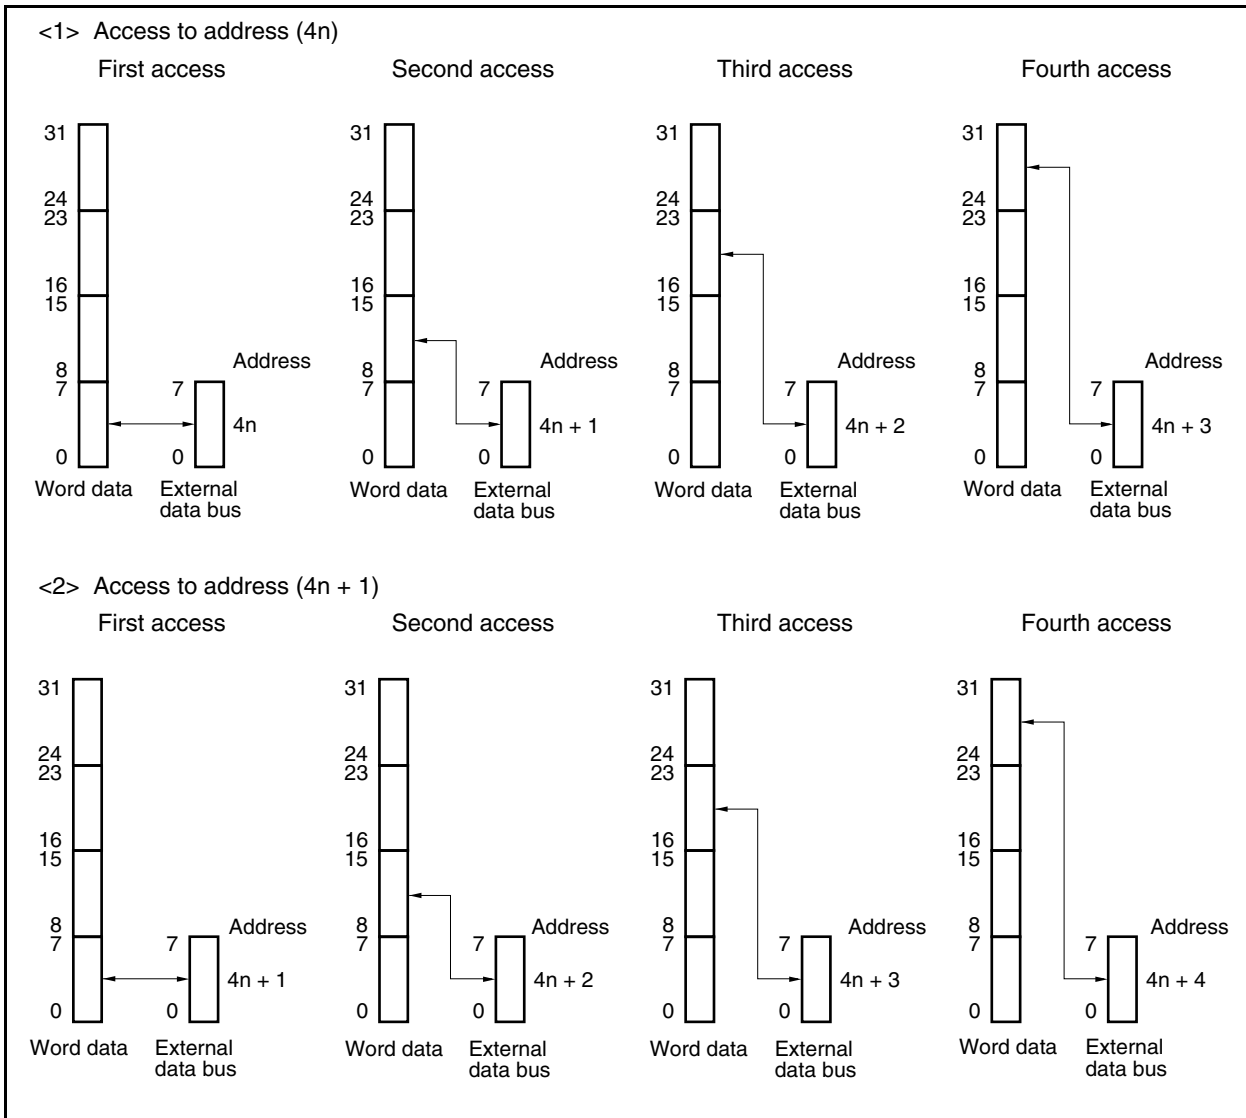 <1> Access to address (4n)
First access Second access Third access Fourth access
31 31 31 31
24 24 24 24
23 23 23 23
16 16 16 16
15 15 15 15
Address Address Address Address
8 8 8 8
7 7 7 7 7 7 7 7
4n 4n + 1 4n + 2 4n + 3
0 0 0 0 0 0 0 0
Word data External Word data External Word data External Word data External
data bus data bus data bus data bus
<2> Access to address (4n + 1)
First access Second access Third access Fourth access
31 31 31 31
24 24 24 24
23 23 23 23
16 16 16 16
15 15 15 15
8 Address 8 Address 8 Address 8 Address
7 7 7 7 7 7 7 7
4n + 1 4n + 2 4n + 3 4n + 4
0 0 0 0 0 0 0 0
Word data External Word data External Word data External Word data External
data bus data bus data bus data bus